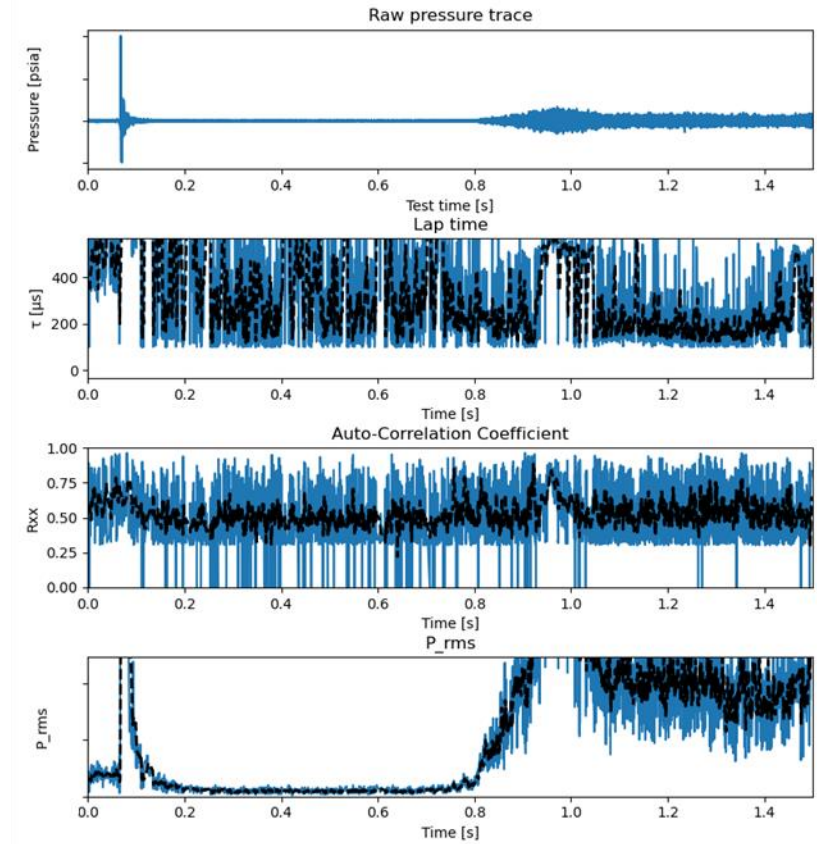 Raw pressure trace
Pressure [psia]
0.0 0.2 0.4 0.6 0.8 1.0 1.2 1.4
Test time [s]
Lap time
τ [µs]
400
200
0
0.0 0.2 0.4 0.6 0.8 1.0 1.2 1.4
Time [s]
Auto-Correlation Coefficient
Rxx
1.00
0.75
0.50
0.25
0.00
0.0 0.2 0.4 0.6 0.8 1.0 1.2 1.4
Time [s]
P_rms
P_rms
0.0 0.2 0.4 0.6 0.8 1.0 1.2 1.4
Time [s]